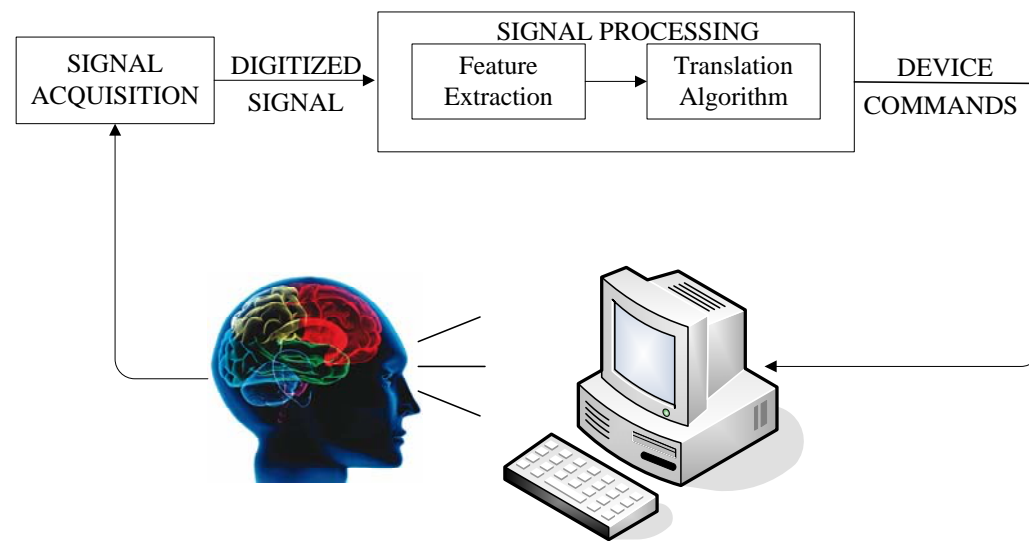 SIGNAL
ACQUISITION
DIGITIZED
SIGNAL
SIGNAL PROCESSING
Feature
Extraction
Translation
Algorithm
DEVICE
COMMANDS